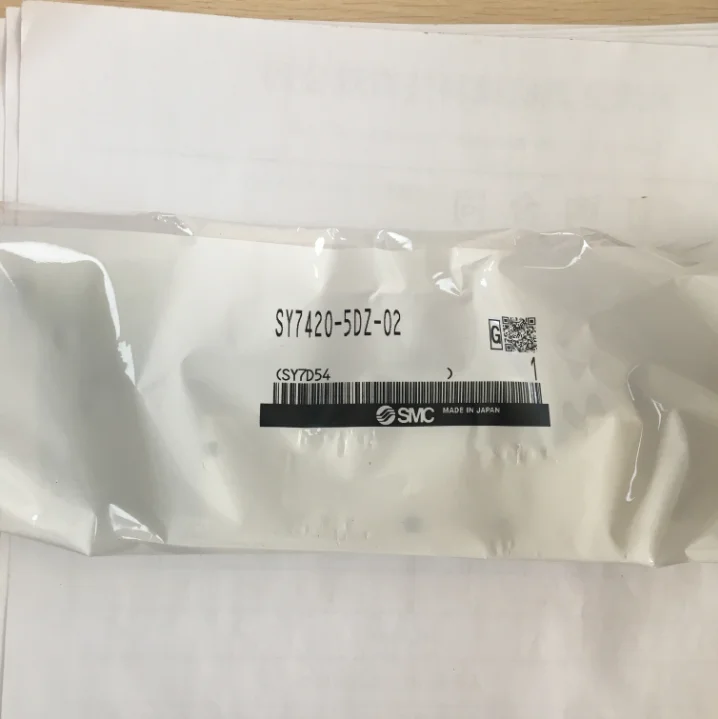 SY7420-5DZ-02
G
(SY7D54 ) 1
SMC MADE IN JAPAN